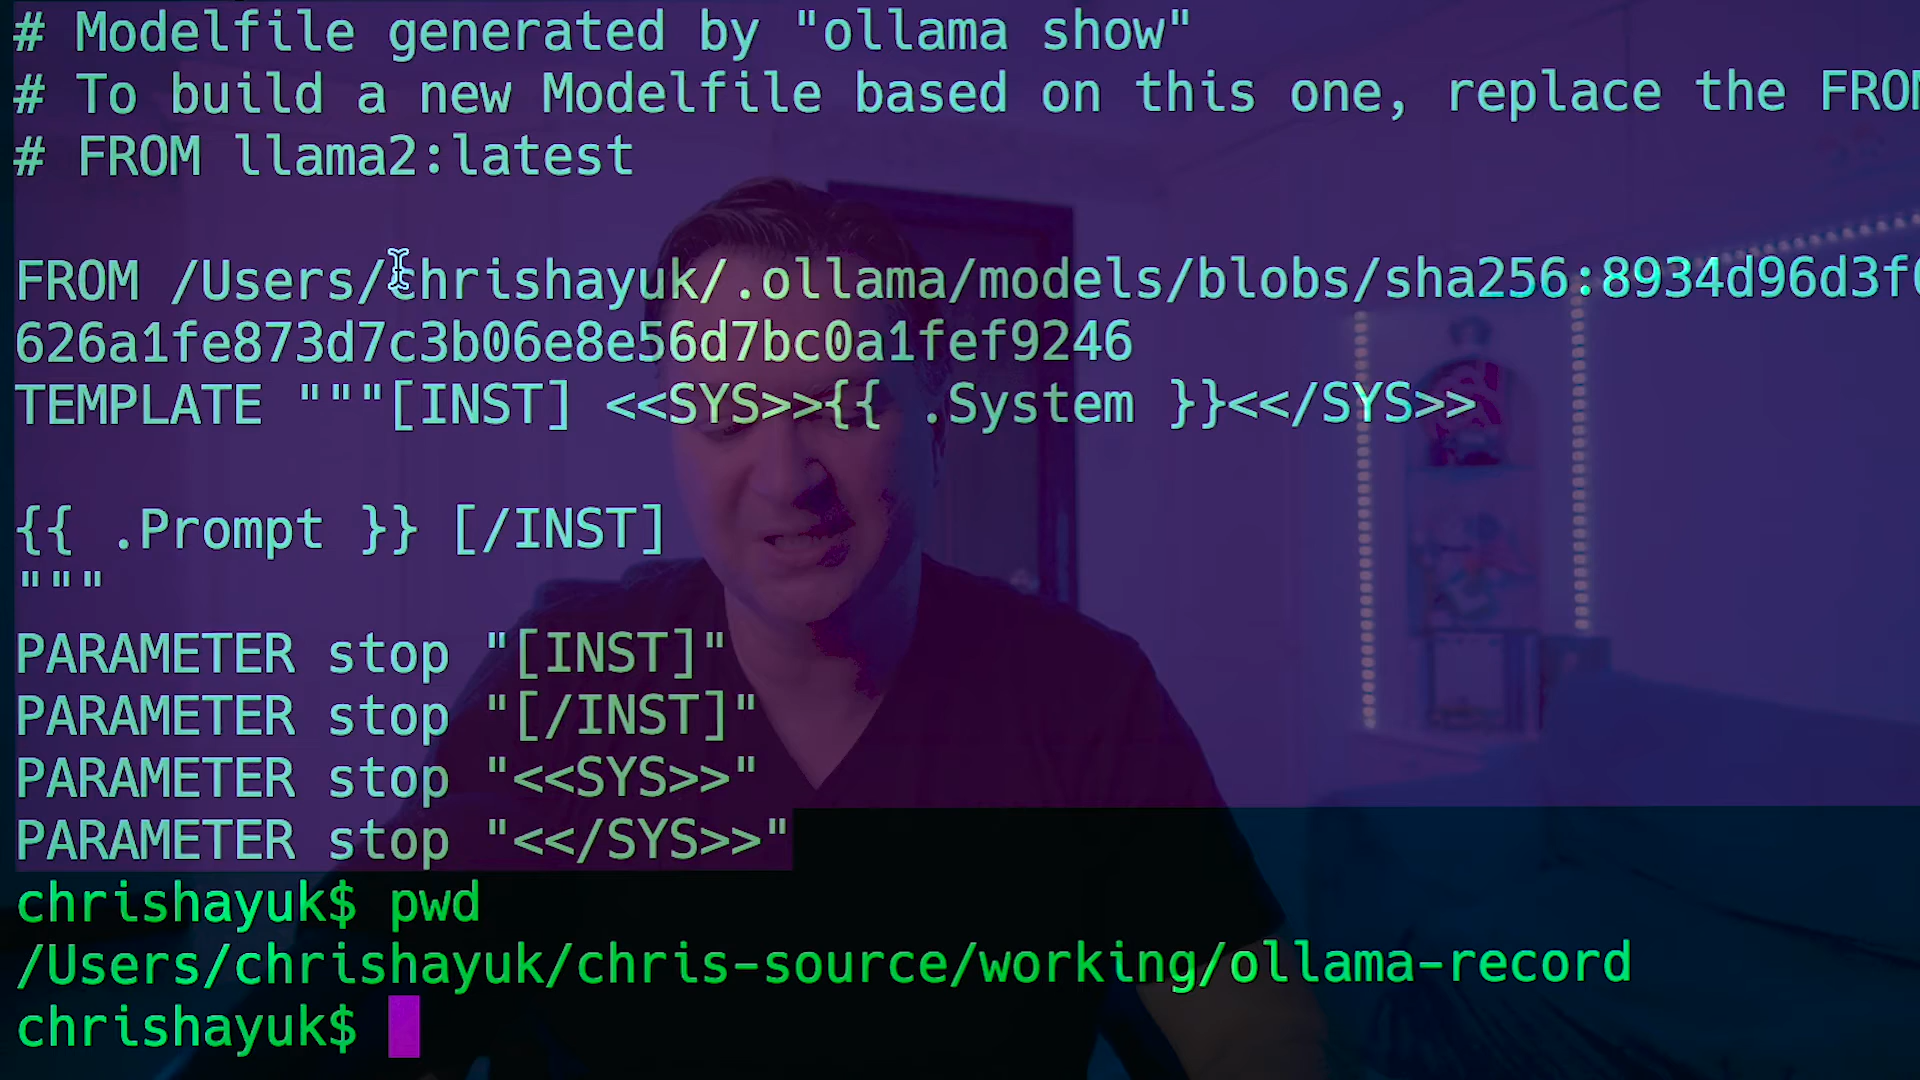 # Modelfile generated by "ollama show"
# To build a new Modelfile based on this one, replace the FROM
# FROM llama2:latest
FROM /Users/chrishayuk/.ollama/models/blobs/sha256:8934d96d3f0
626a1fe873d7c3b06e8e56d7bc0a1fef9246
TEMPLATE """[INST] <<SYS>>{{ .System }}<</SYS>>
{{ .Prompt }} [/INST]
"""
PARAMETER stop "[INST]"
PARAMETER stop "[/INST]"
PARAMETER stop "<<SYS>>"
PARAMETER stop "<</SYS>>"
chrishayuk$ pwd
/Users/chrishayuk/chris-source/working/ollama-record
chrishayuk$